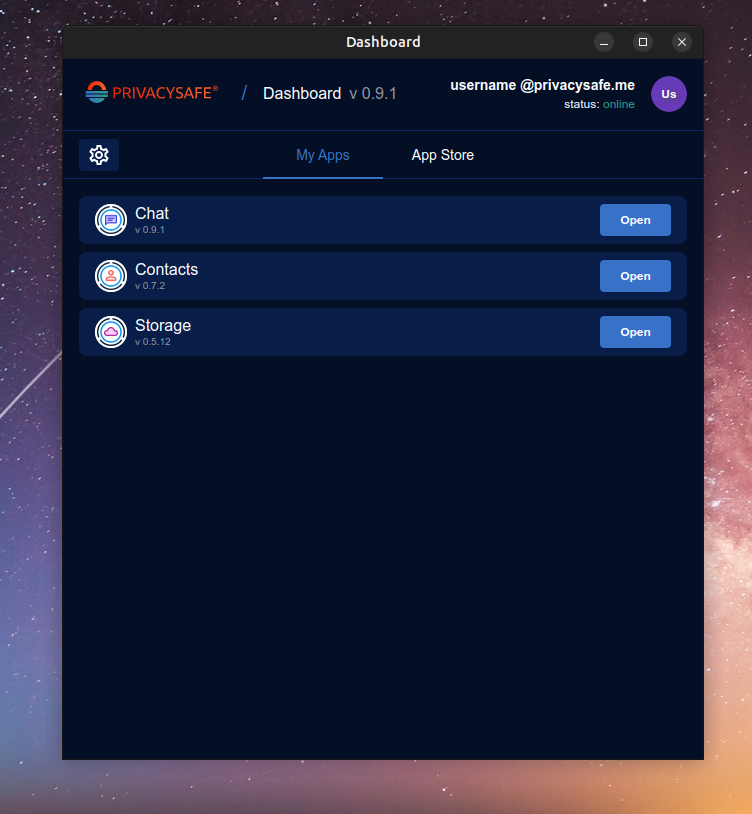 Dashboard
PRIVACYSAFE® / Dashboard v 0.9.1
username @privacysafe.me
status: online
Us
My Apps App Store
Chat
v 0.9.1
Open
Contacts
v 0.7.2
Open
Storage
v 0.5.12
Open